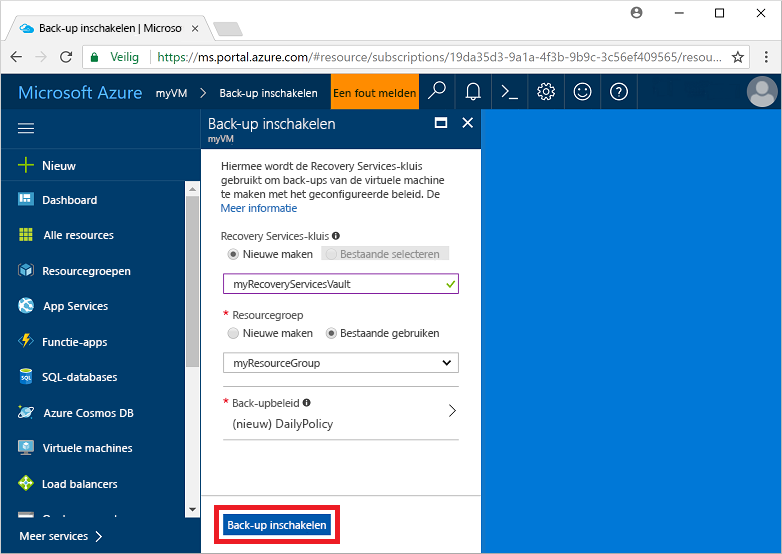 Back-up inschakelen | Microso
Veilig https://ms.portal.azure.com/#resource/subscriptions/19da35d3-9a1a-4f3b-9b9c-3c56ef409565/resou...
Microsoft Azure myVM Back-up inschakelen Een fout melden
Back-up inschakelen
myVM
Nieuw
Dashboard
Alle resources
Resourcegroepen
App Services
Functie-apps
SQL-databases
Azure Cosmos DB
Virtuele machines
Load balancers
Meer services
Hiermee wordt de Recovery Services-kluis
gebruikt om back-ups van de virtuele machine
te maken met het geconfigureerde beleid. De
Meer informatie
Recovery Services-kluis
Nieuwe maken Bestaande selecteren
myRecoveryServicesVault
* Resourcegroep
Nieuwe maken Bestaande gebruiken
myResourceGroup
* Back-upbeleid
(nieuw) DailyPolicy
Back-up inschakelen